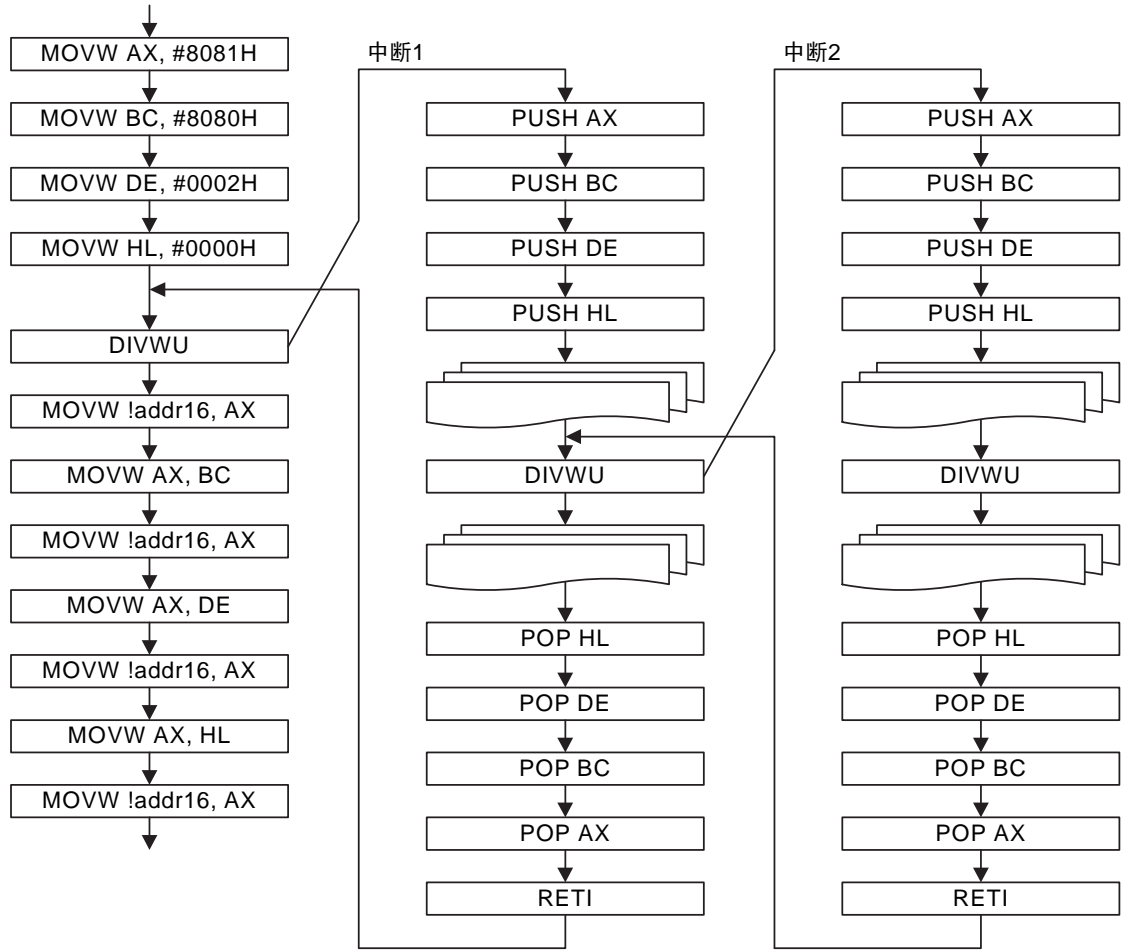 MOVW AX, #8081H
MOVW BC, #8080H
MOVW DE, #0002H
MOVW HL, #0000H
DIVWU
MOVW !addr16, AX
MOVW AX, BC
MOVW !addr16, AX
MOVW AX, DE
MOVW !addr16, AX
MOVW AX, HL
MOVW !addr16, AX
中断1
PUSH AX
PUSH BC
PUSH DE
PUSH HL
DIVWU
POP HL
POP DE
POP BC
POP AX
RETI
中断2
PUSH AX
PUSH BC
PUSH DE
PUSH HL
DIVWU
POP HL
POP DE
POP BC
POP AX
RETI